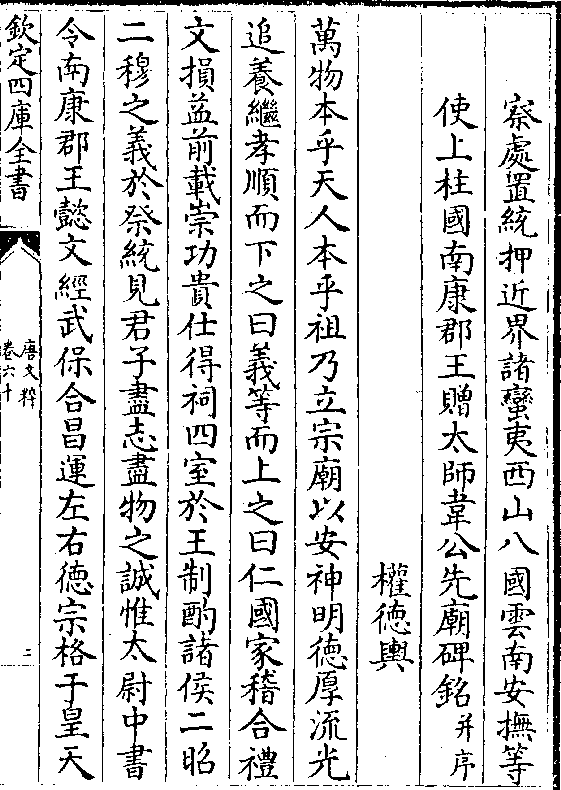 察處置統押近界諸蠻夷西山八國雲南安撫等
使上柱國南康郡王贈太師韋公先廟碑銘并序
權德輿
萬物本乎天人本乎祖乃立宗廟以安神明德厚流光
追養繼孝順而下之曰義等而上之曰仁國家稽合禮
文損益前載崇功貴仕得祠四室於王制酌諸侯二昭
二穆之義於祭統見君子盡志盡物之誠惟太尉中書
令南康郡王懿文經武保合昌運左右德宗格于皇天
欽定四庫全書
唐文粹
卷六十
二